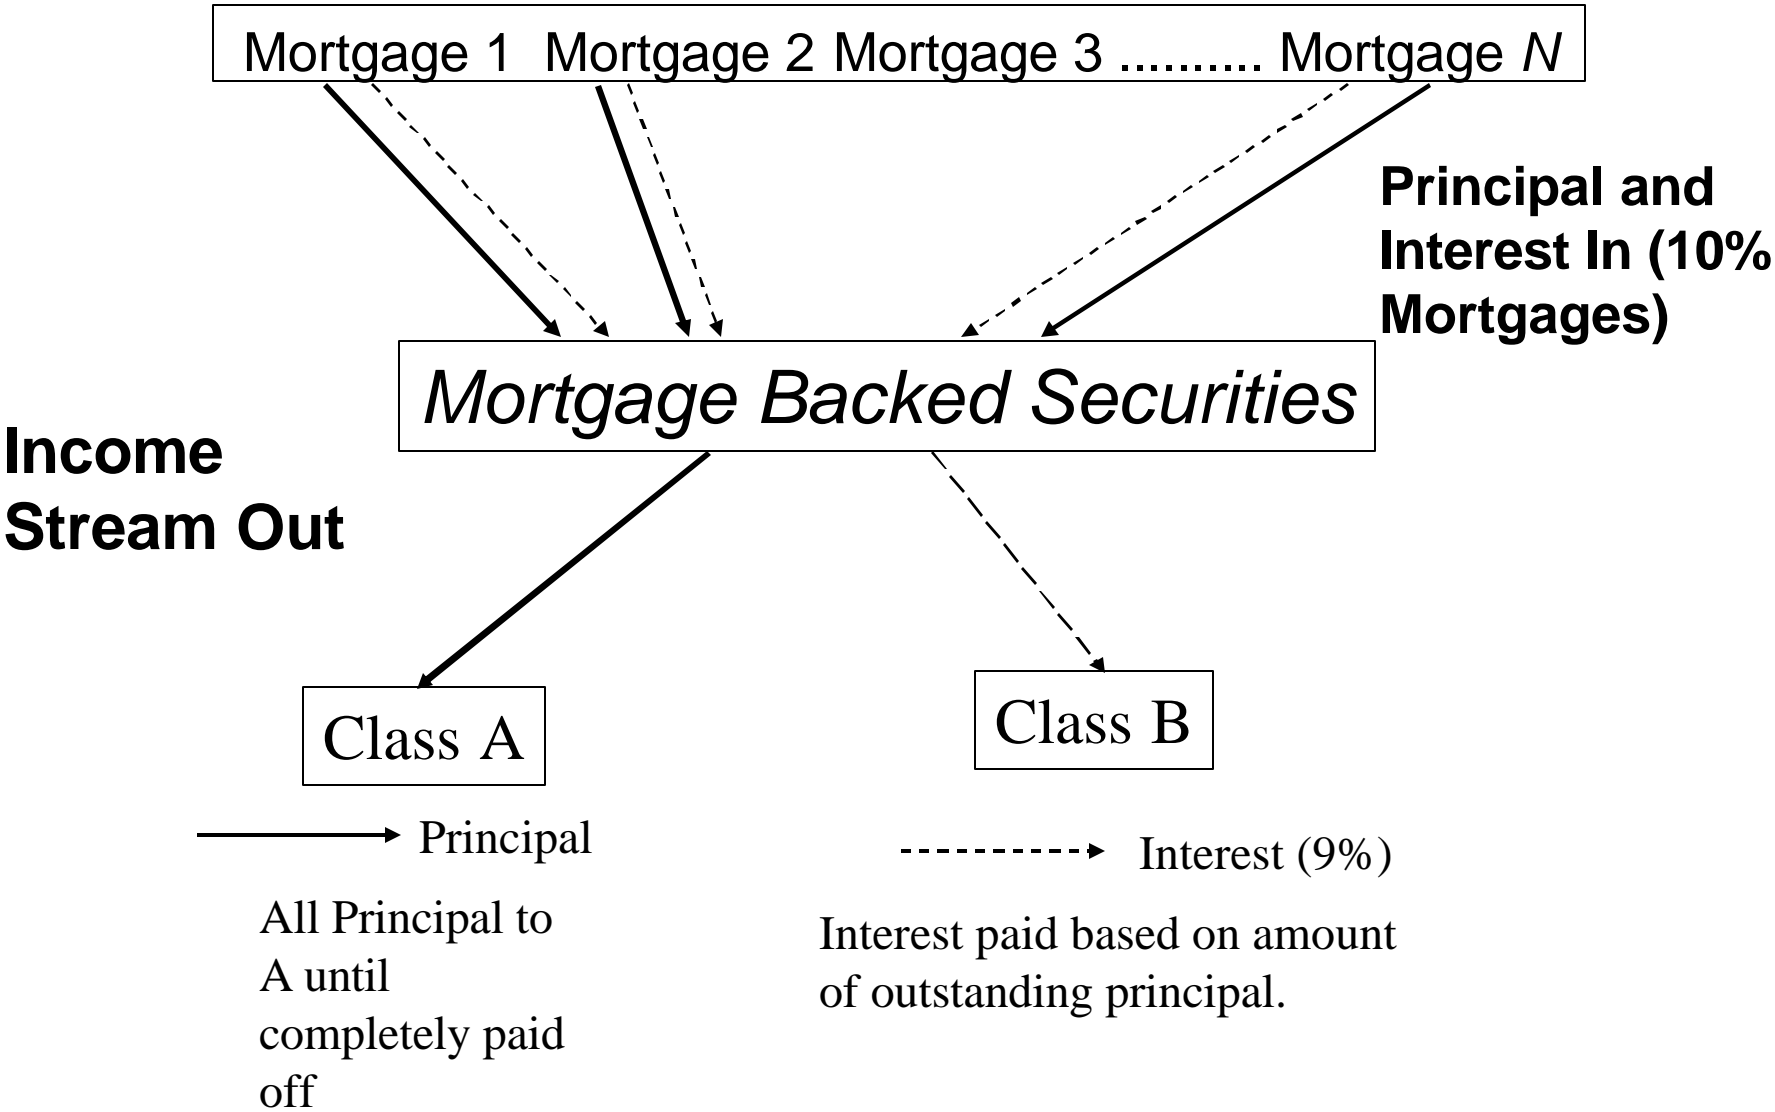 Mortgage 1 Mortgage 2 Mortgage 3 .......... Mortgage N
Principal and
Interest In (10%
Mortgages)
Mortgage Backed Securities
Income
Stream Out
Class A
Class B
Principal
Interest (9%)
All Principal to
A until
completely paid
off
Interest paid based on amount
of outstanding principal.